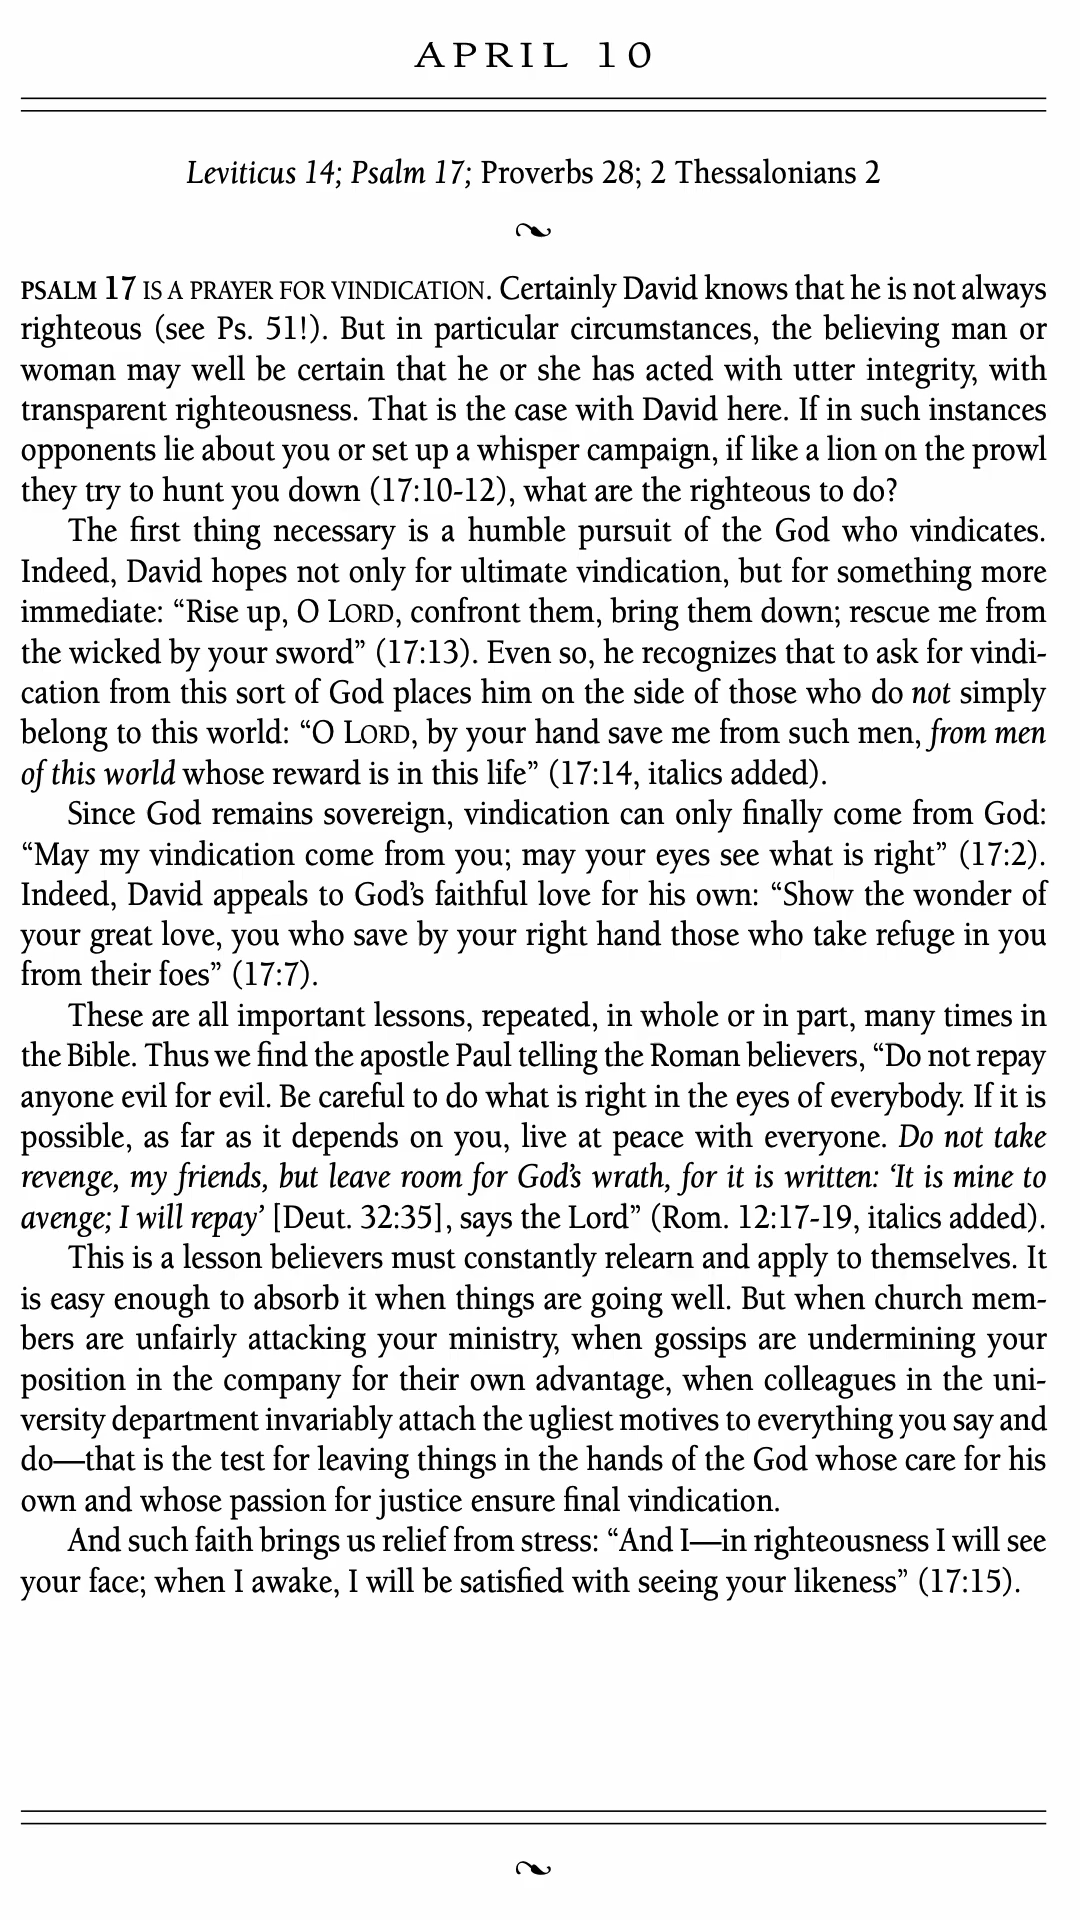 APRIL 10
Leviticus 14; Psalm 17; Proverbs 28; 2 Thessalonians 2
PSALM 17 IS A PRAYER FOR VINDICATION. Certainly David knows that he is not always
righteous (see Ps. 51!). But in particular circumstances, the believing man or
woman may well be certain that he or she has acted with utter integrity, with
transparent righteousness. That is the case with David here. If in such instances
opponents lie about you or set up a whisper campaign, if like a lion on the prowl
they try to hunt you down (17:10-12), what are the righteous to do?
The first thing necessary is a humble pursuit of the God who vindicates.
Indeed, David hopes not only for ultimate vindication, but for something more
immediate: “Rise up, O LORD, confront them, bring them down; rescue me from
the wicked by your sword” (17:13). Even so, he recognizes that to ask for vindi-
cation from this sort of God places him on the side of those who do not simply
belong to this world: “O LORD, by your hand save me from such men, from men
of this world whose reward is in this life” (17:14, italics added).
Since God remains sovereign, vindication can only finally come from God:
“May my vindication come from you; may your eyes see what is right” (17:2).
Indeed, David appeals to God’s faithful love for his own: “Show the wonder of
your great love, you who save by your right hand those who take refuge in you
from their foes” (17:7).
These are all important lessons, repeated, in whole or in part, many times in
the Bible. Thus we find the apostle Paul telling the Roman believers, “Do not repay
anyone evil for evil. Be careful to do what is right in the eyes of everybody. If it is
possible, as far as it depends on you, live at peace with everyone. Do not take
revenge, my friends, but leave room for God’s wrath, for it is written: ‘It is mine to
avenge; I will repay’ [Deut. 32:35], says the Lord” (Rom. 12:17-19, italics added).
This is a lesson believers must constantly relearn and apply to themselves. It
is easy enough to absorb it when things are going well. But when church mem-
bers are unfairly attacking your ministry, when gossips are undermining your
position in the company for their own advantage, when colleagues in the uni-
versity department invariably attach the ugliest motives to everything you say and
do—that is the test for leaving things in the hands of the God whose care for his
own and whose passion for justice ensure final vindication.
And such faith brings us relief from stress: “And I—in righteousness I will see
your face; when I awake, I will be satisfied with seeing your likeness” (17:15).